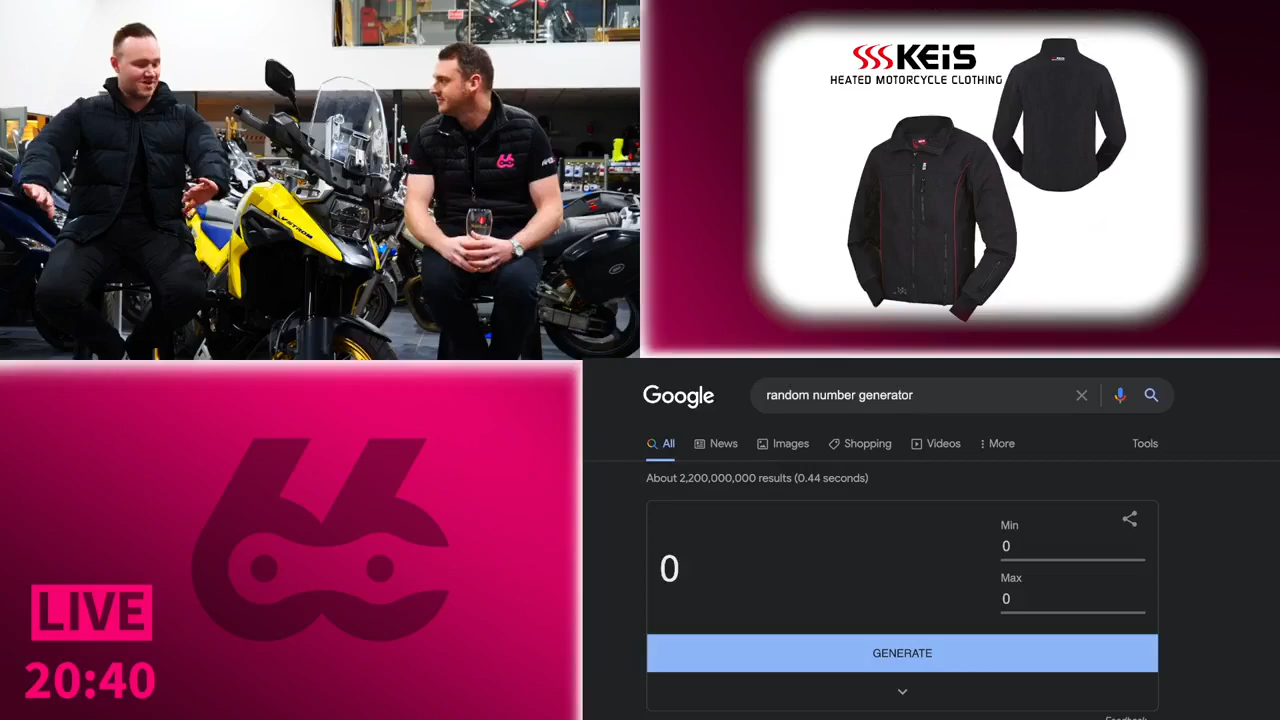 V-STROM
KEIS
HEATED MOTORCYCLE CLOTHING
LIVE
20:40
Google
random number generator
All
News
Images
Shopping
Videos
More
Tools
About 2,200,000,000 results (0.44 seconds)
0
Min
0
Max
0
GENERATE